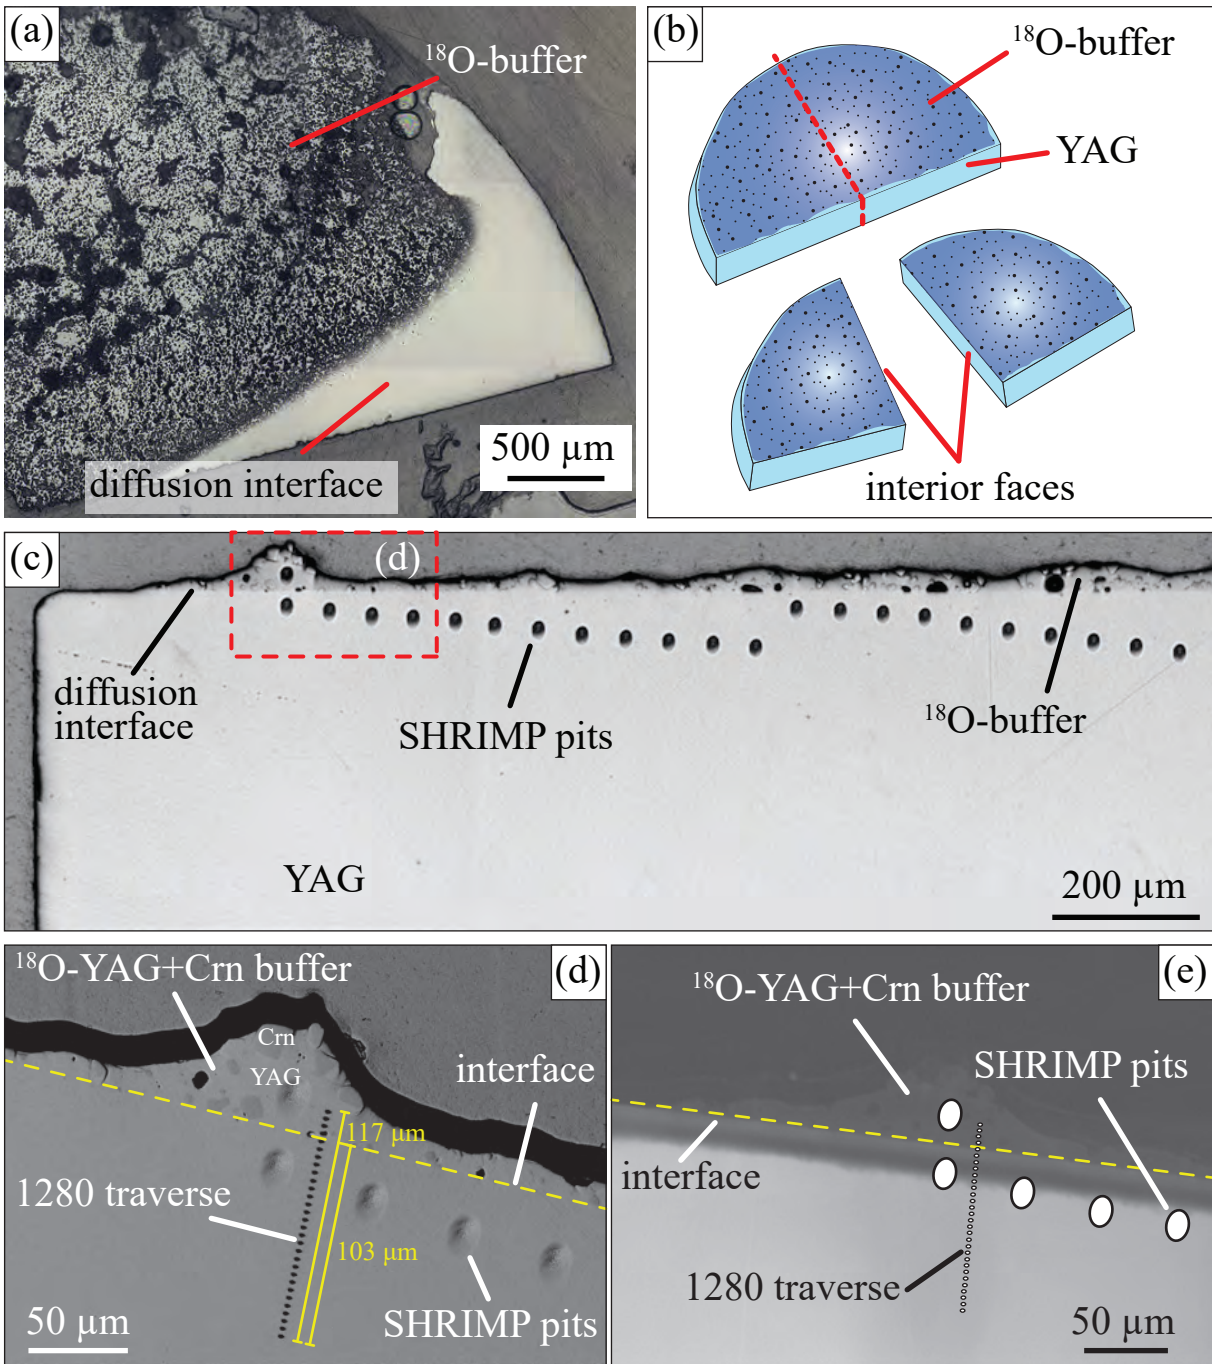 (a)
¹⁸O-buffer
diffusion interface
500 µm
(b)
¹⁸O-buffer
YAG
interior faces
(c)
(d)
diffusion
interface
SHRIMP pits
¹⁸O-buffer
YAG
200 µm
(d)
¹⁸O-YAG+Crn buffer
Crn
YAG
interface
117 µm
1280 traverse
103 µm
SHRIMP pits
50 µm
(e)
¹⁸O-YAG+Crn buffer
SHRIMP pits
interface
1280 traverse
50 µm